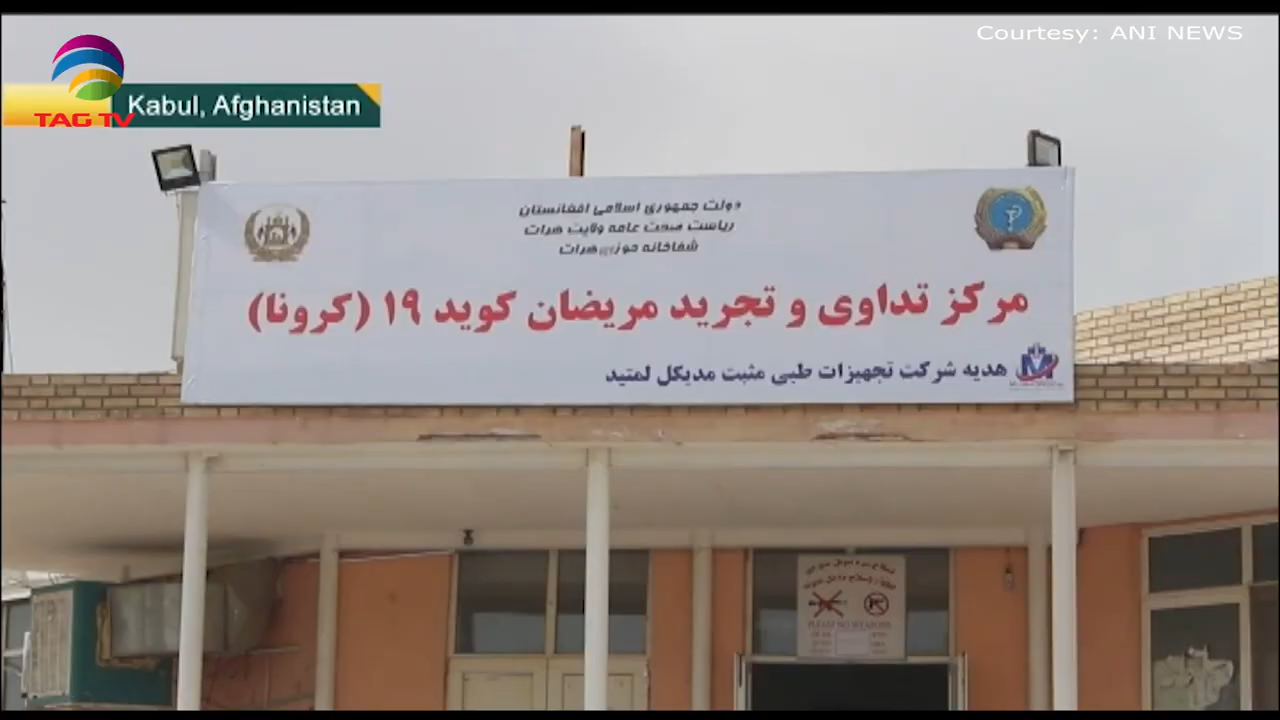 Courtesy: ANI NEWS
Kabul, Afghanistan
TAG TV
دولت جمهوری اسلامی افغانستان
ریاست صحت عامه ولایت هرات
شفاخانه حوزوی هرات
مرکز تداوی و تجرید مریضان کوید ۱۹ (کرونا)
هدیه شرکت تجهیزات طبی مثبت مدیکل لمتید
PLEASE NO WEAPONS